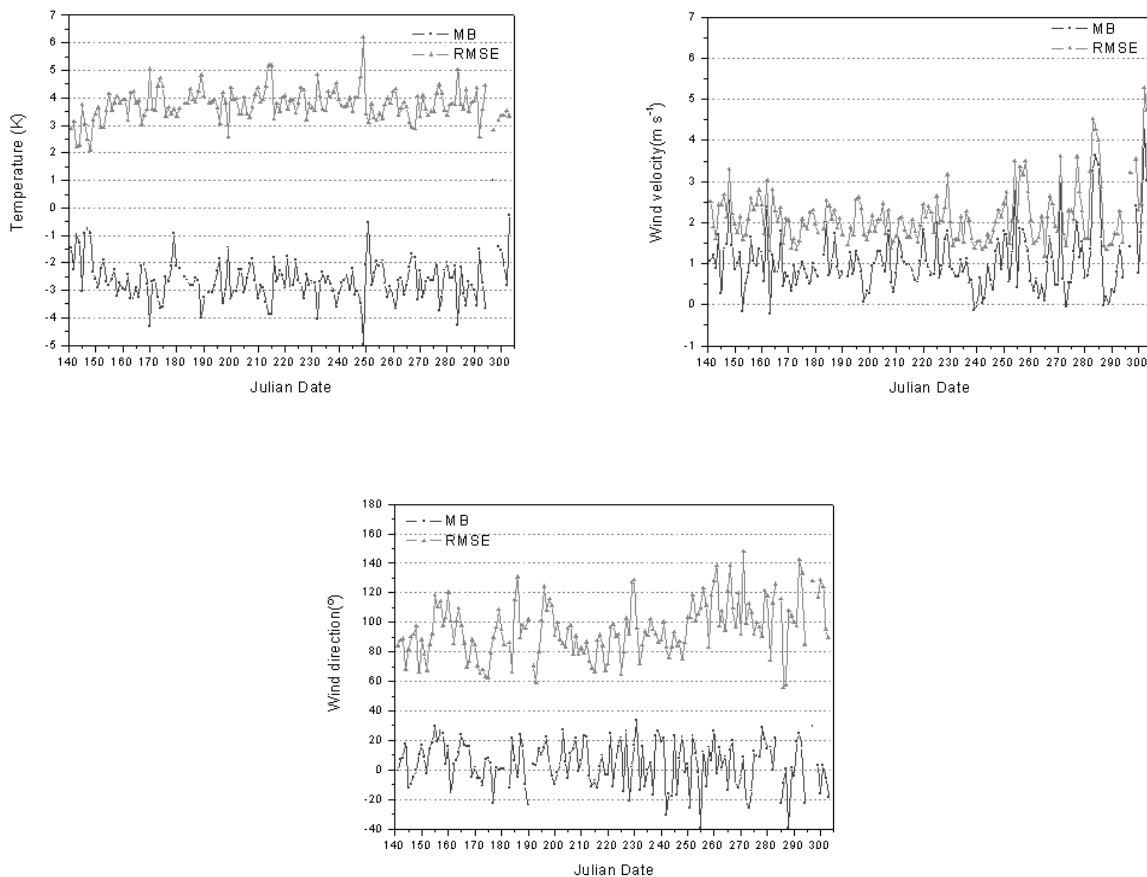 7
6
5
4
3
2
1
0
-1
-2
-3
-4
-5
Temperature (K)
MB
RMSE
140 150 160 170 180 190 200 210 220 230 240 250 260 270 280 290 300
Julian Date
7
6
5
4
3
2
1
0
-1
Wind velocity(m s⁻¹)
MB
RMSE
140 150 160 170 180 190 200 210 220 230 240 250 260 270 280 290 300
Julian Date
180
160
140
120
100
80
60
40
20
0
-20
-40
Wind direction(º)
MB
RMSE
140 150 160 170 180 190 200 210 220 230 240 250 260 270 280 290 300
Julian Date